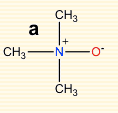 CH₃
a
+
CH₃ N O⁻
CH₃